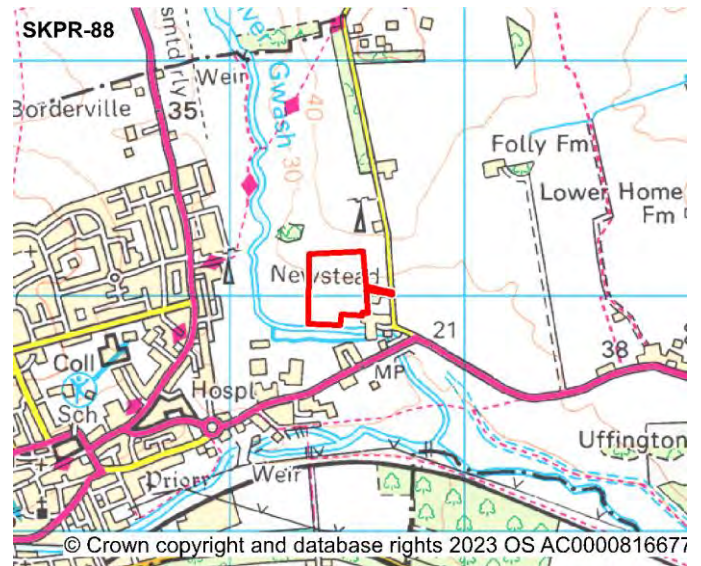 SKPR-88
Weir
Gwash
Borderville
35
40
30
Folly Fm
Lower Home
Fm
Newstead
21
38
Coll
Sch
Hospl
MP
Uffington
Weir
© Crown copyright and database rights 2023 OS AC0000816677